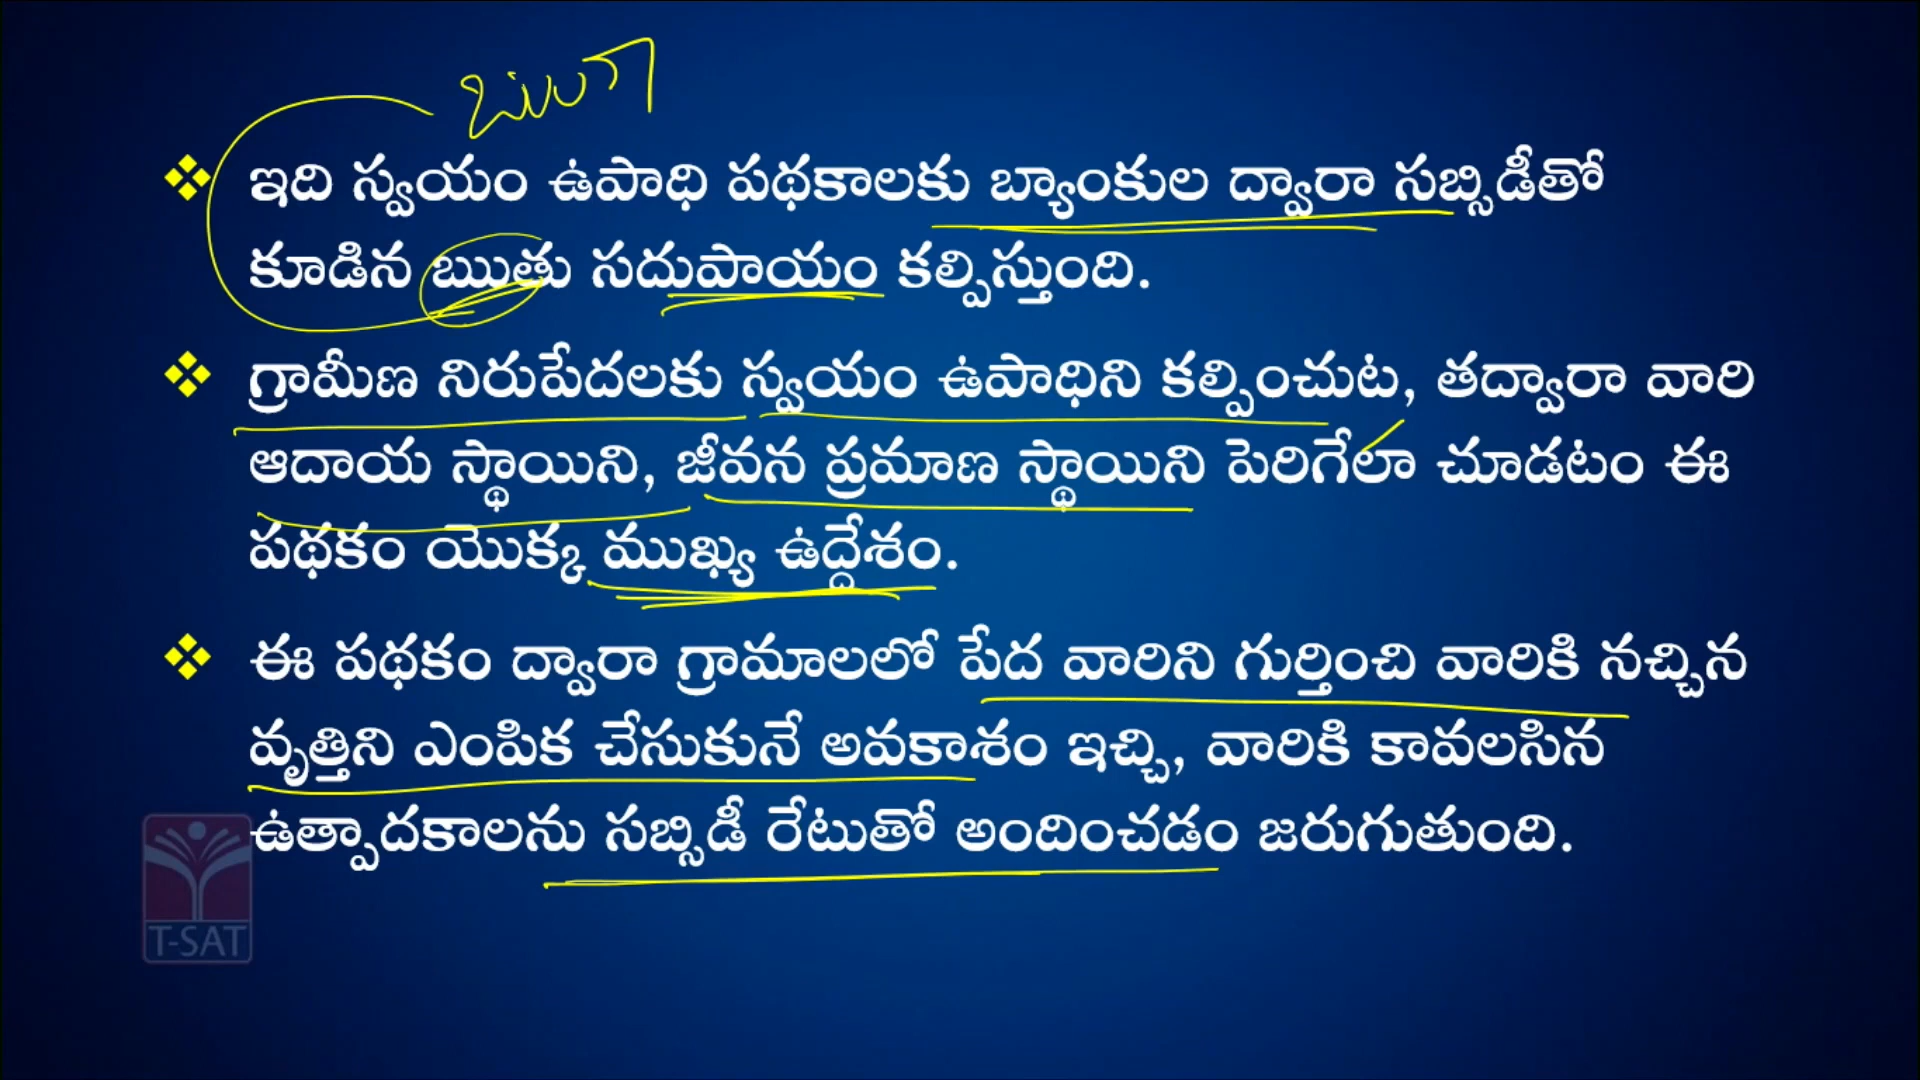 ఋణ
❖ ఇది స్వయం ఉపాధి పథకాలకు బ్యాంకుల ద్వారా సబ్సిడీతో
కూడిన ఋతు సదుపాయం కల్పిస్తుంది.
❖ గ్రామీణ నిరుపేదలకు స్వయం ఉపాధిని కల్పించుట, తద్వారా వారి
ఆదాయ స్థాయిని, జీవన ప్రమాణ స్థాయిని పెరిగేలా చూడటం ఈ
పథకం యొక్క ముఖ్య ఉద్దేశం.
❖ ఈ పథకం ద్వారా గ్రామాలలో పేద వారిని గుర్తించి వారికి నచ్చిన
వృత్తిని ఎంపిక చేసుకునే అవకాశం ఇచ్చి, వారికి కావలసిన
ఉత్పాదకాలను సబ్సిడీ రేటుతో అందించడం జరుగుతుంది.
T-SAT